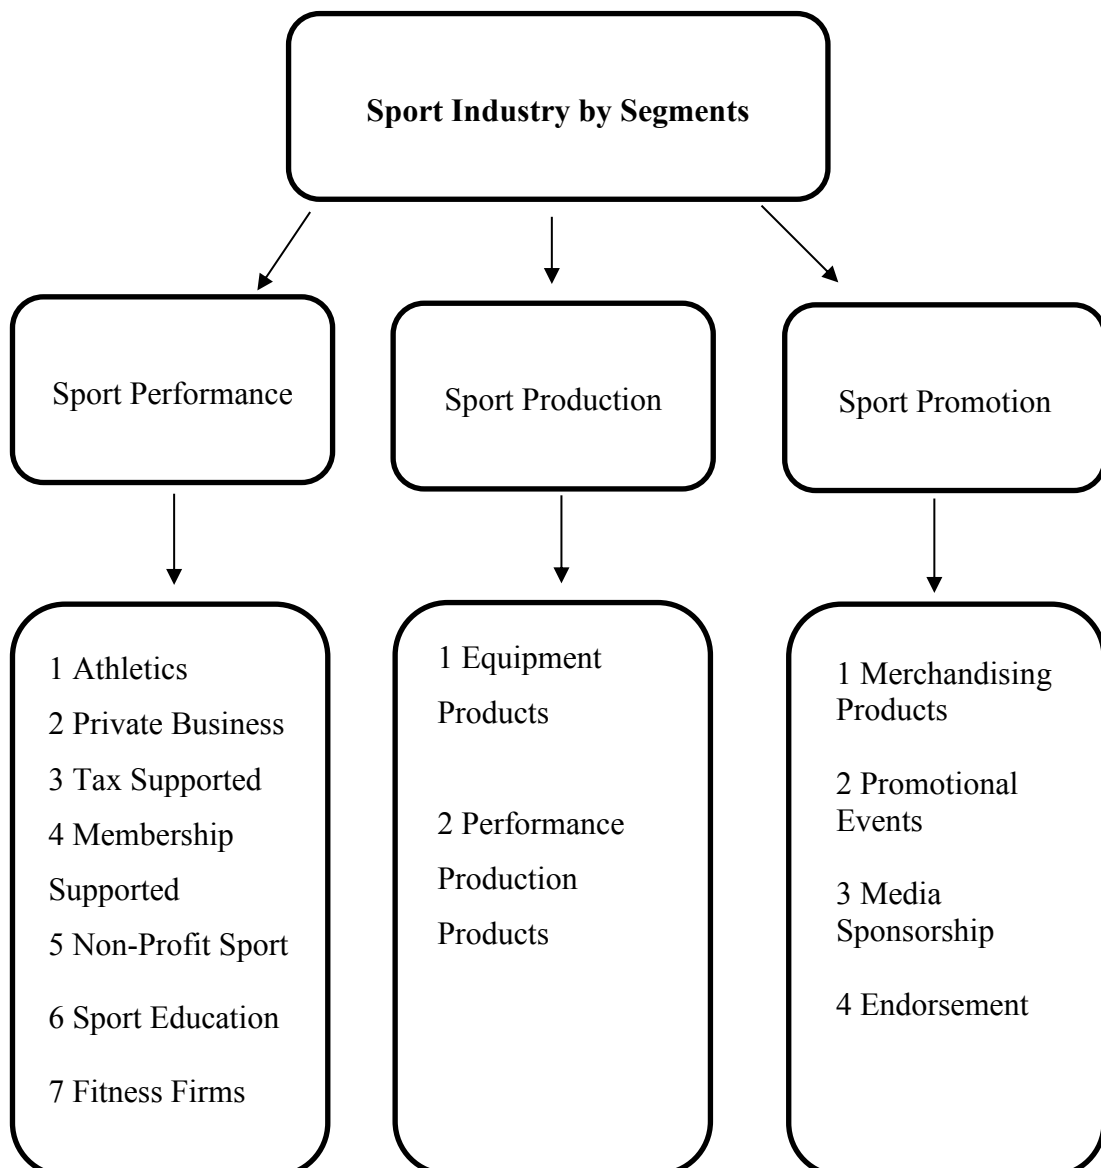 Sport Industry by Segments
Sport Performance
Sport Production
Sport Promotion
1 Athletics
2 Private Business
3 Tax Supported
4 Membership
Supported
5 Non-Profit Sport
6 Sport Education
7 Fitness Firms
1 Equipment
Products
2 Performance
Production
Products
1 Merchandising
Products
2 Promotional
Events
3 Media
Sponsorship
4 Endorsement